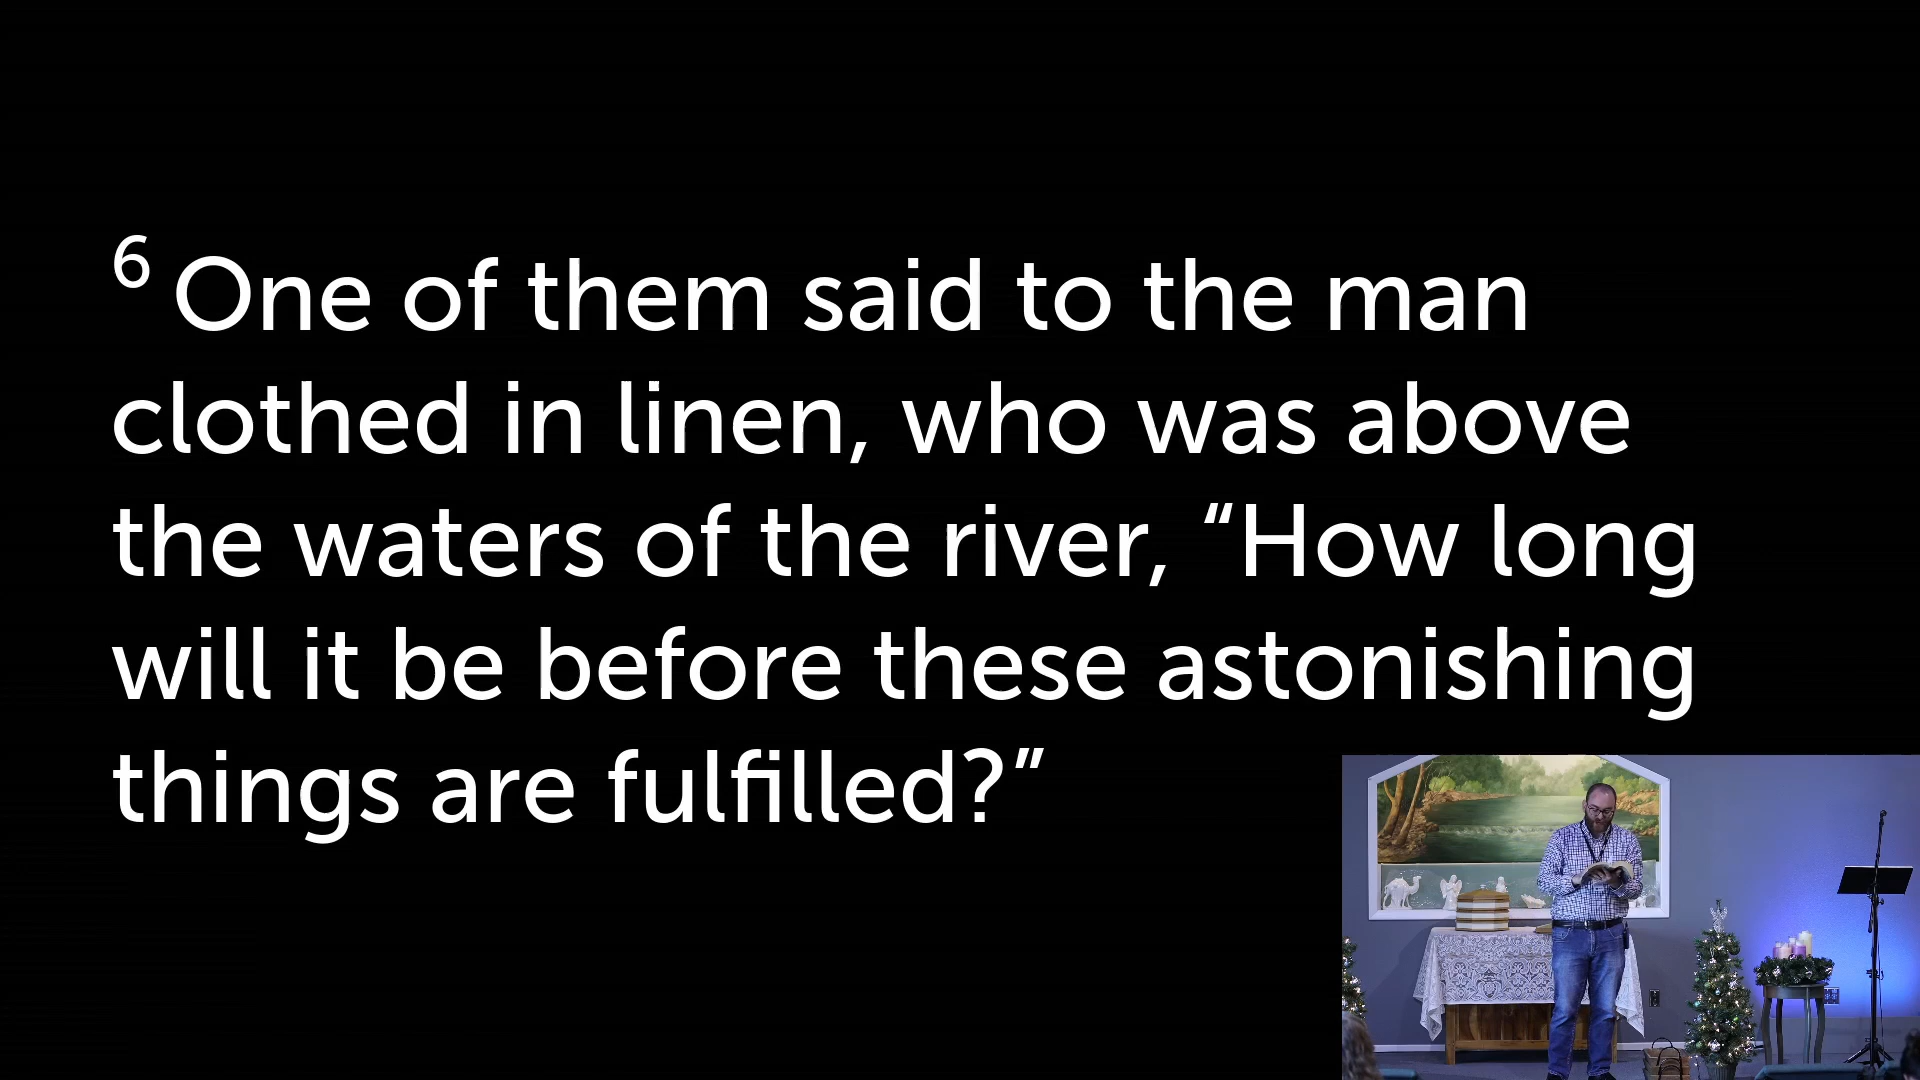 6 One of them said to the man
clothed in linen, who was above
the waters of the river, “How long
will it be before these astonishing
things are fulfilled?”